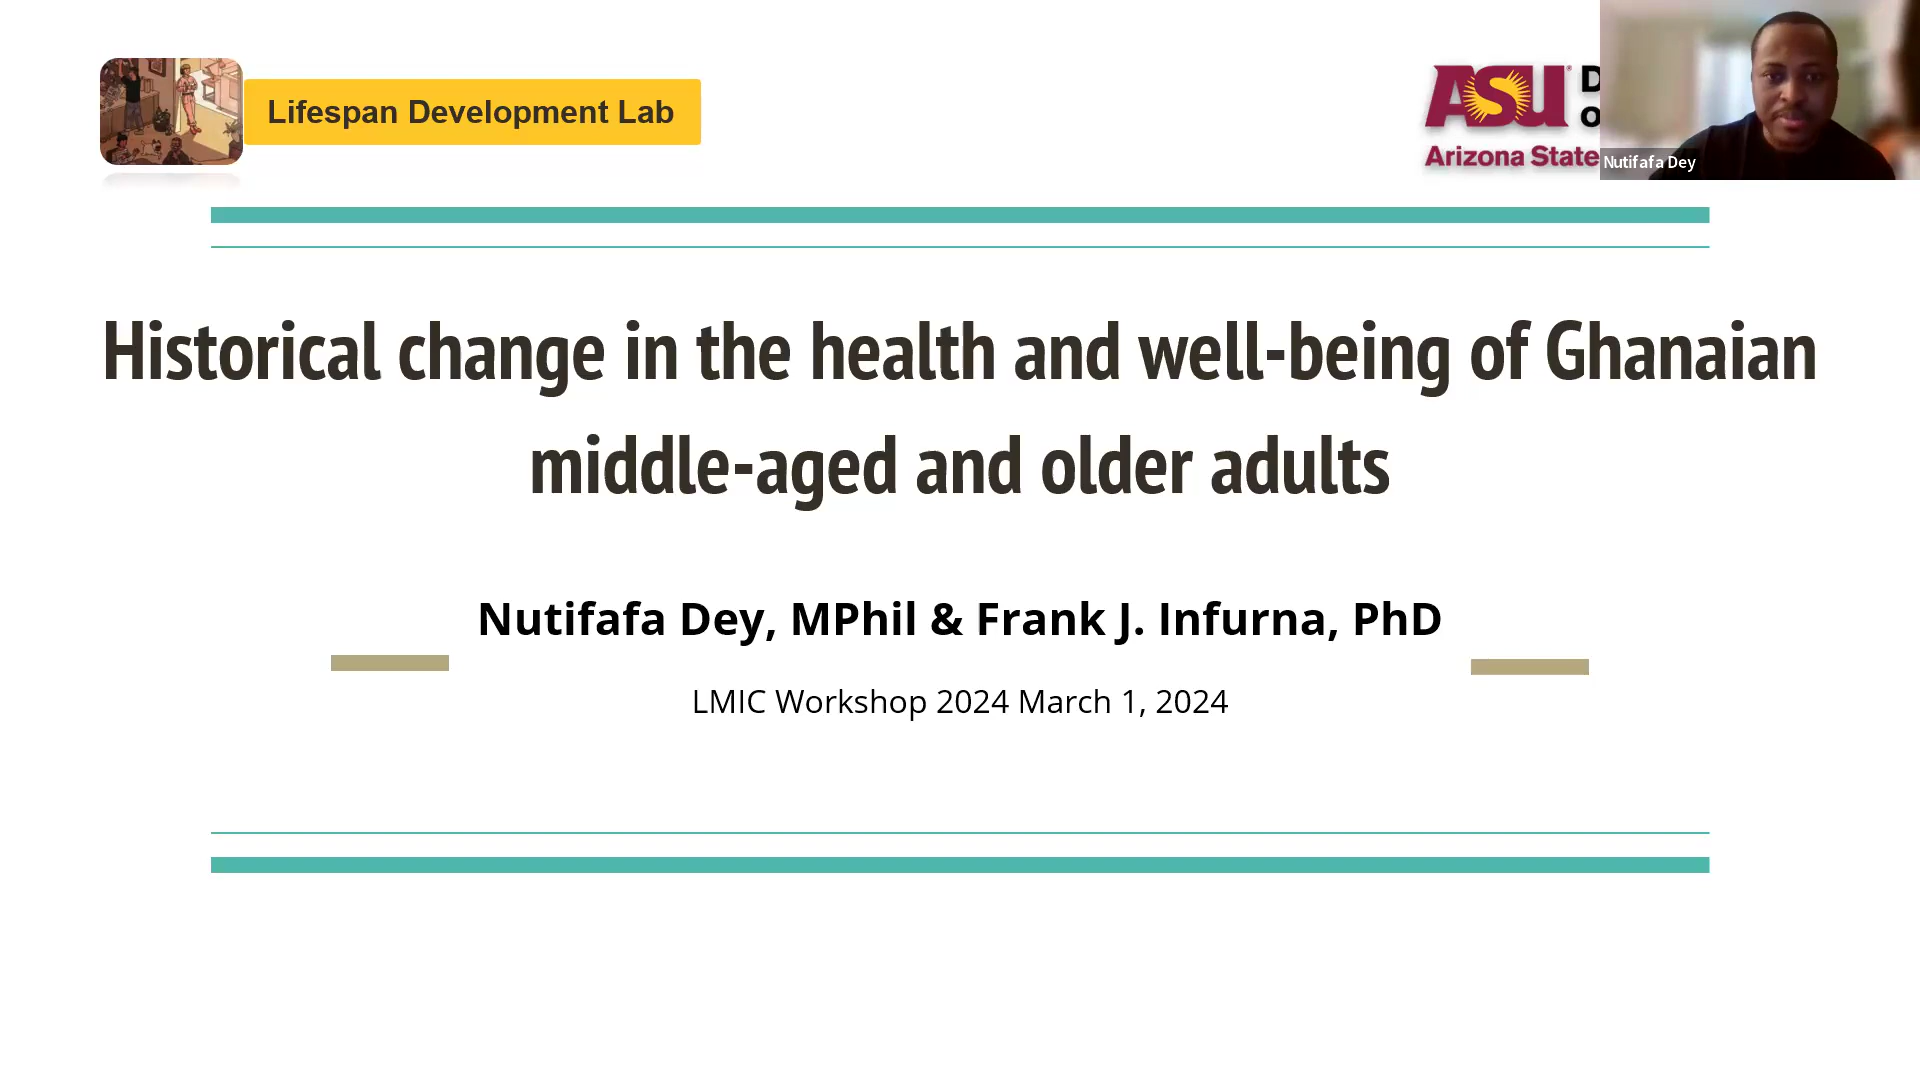 Lifespan Development Lab
ASU
Arizona State
Nutifafa Dey
Historical change in the health and well-being of Ghanaian
middle-aged and older adults
Nutifafa Dey, MPhil & Frank J. Infurna, PhD
LMIC Workshop 2024 March 1, 2024